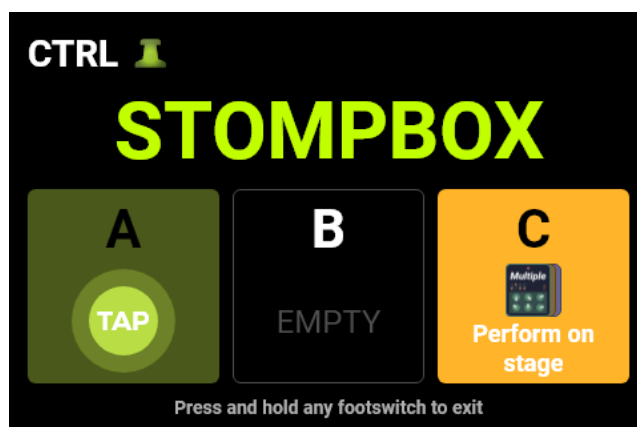 CTRL
STOMPBOX
A
B
C
TAP
EMPTY
Multiple
Perform on
stage
Press and hold any footswitch to exit